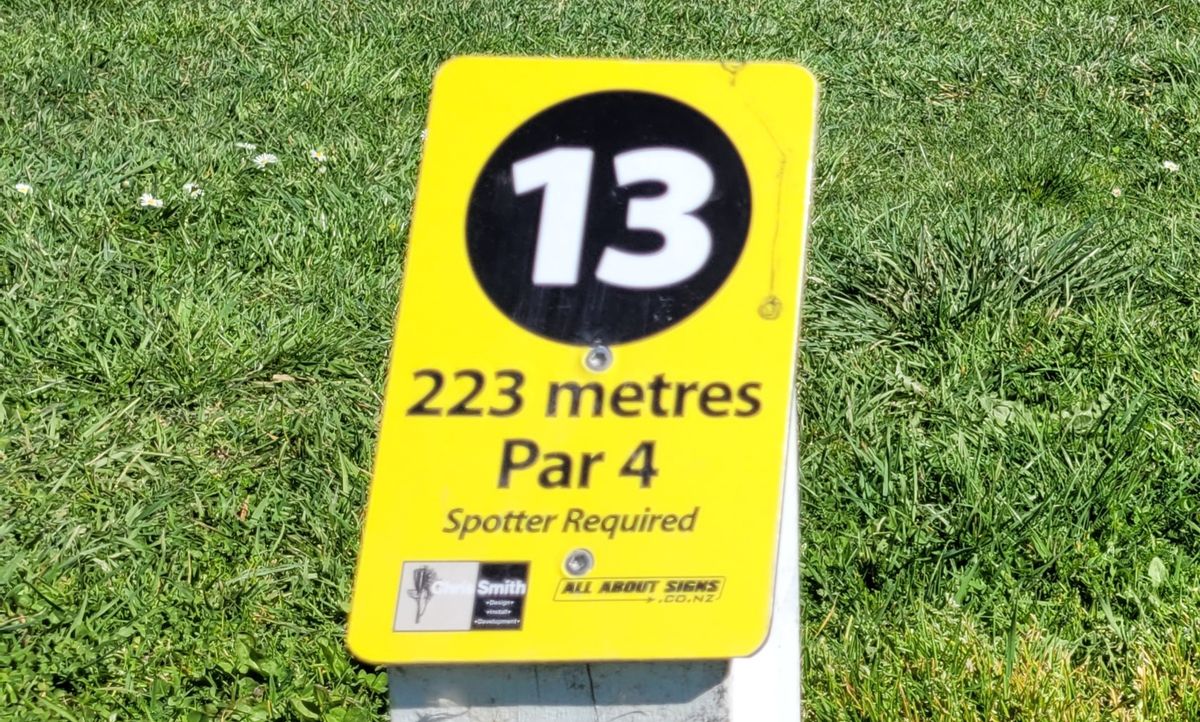 13
223 metres
Par 4
Spotter Required
Chris Smith
•Design•
•Install•
•Development•
ALL ABOUT SIGNS
.CO.NZ